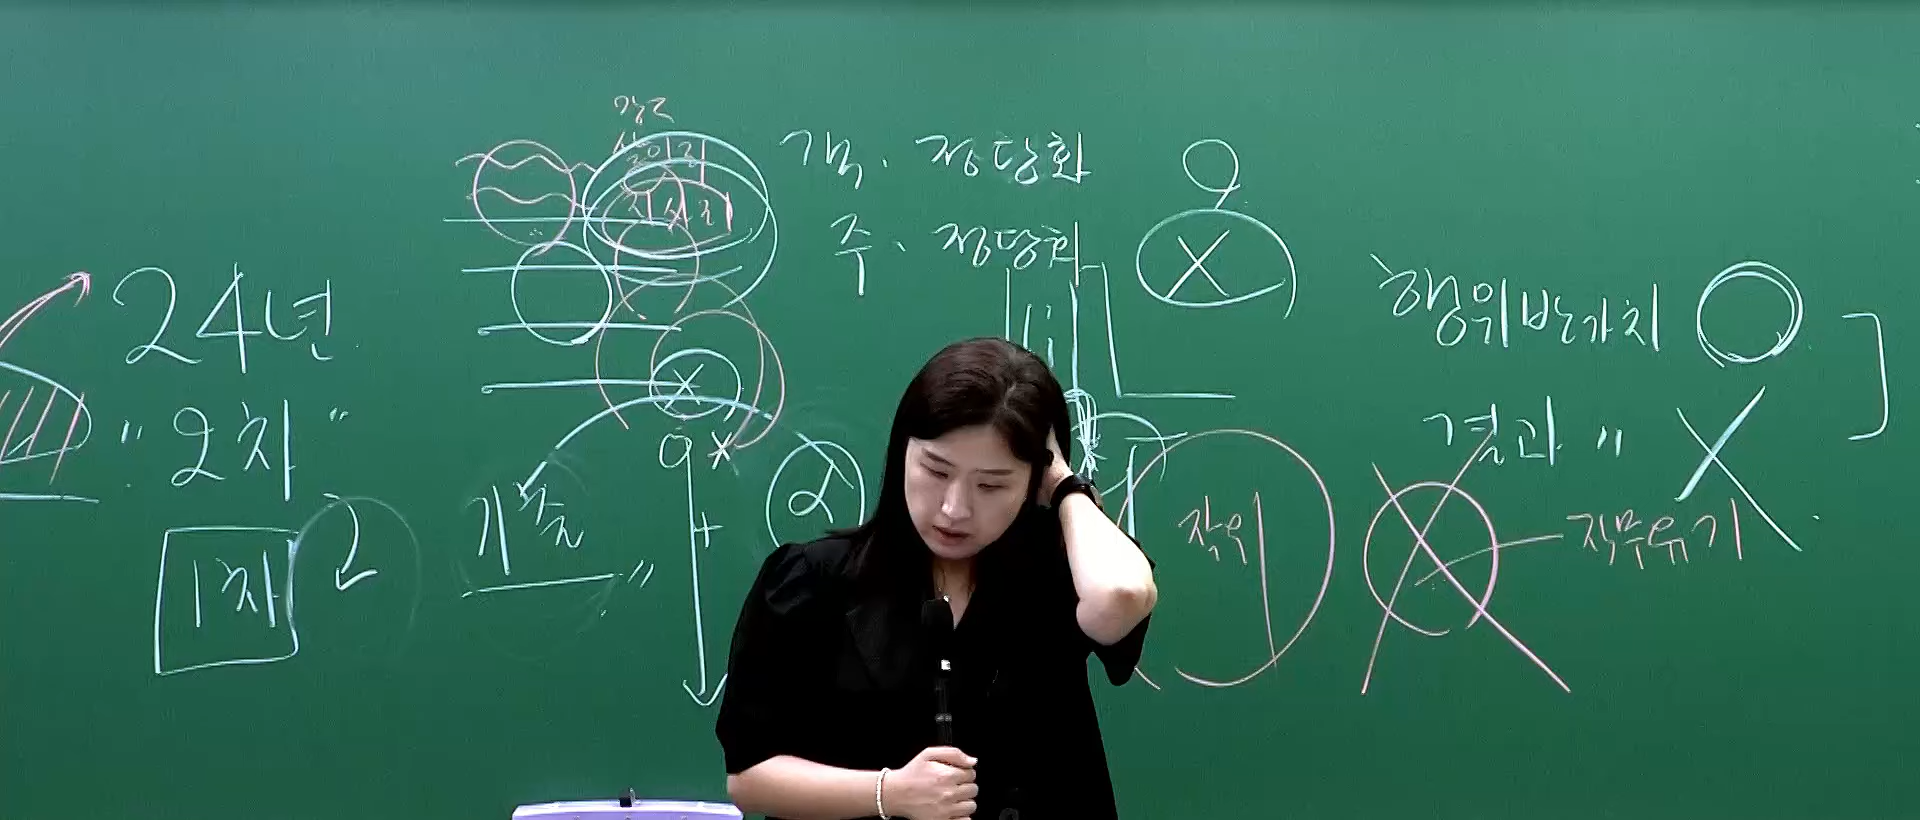 24년
"2차"
1차
기출"
객. 정당화
주. 정당화
X
행위반가치 O
결과 〃 X
작위
직무유기